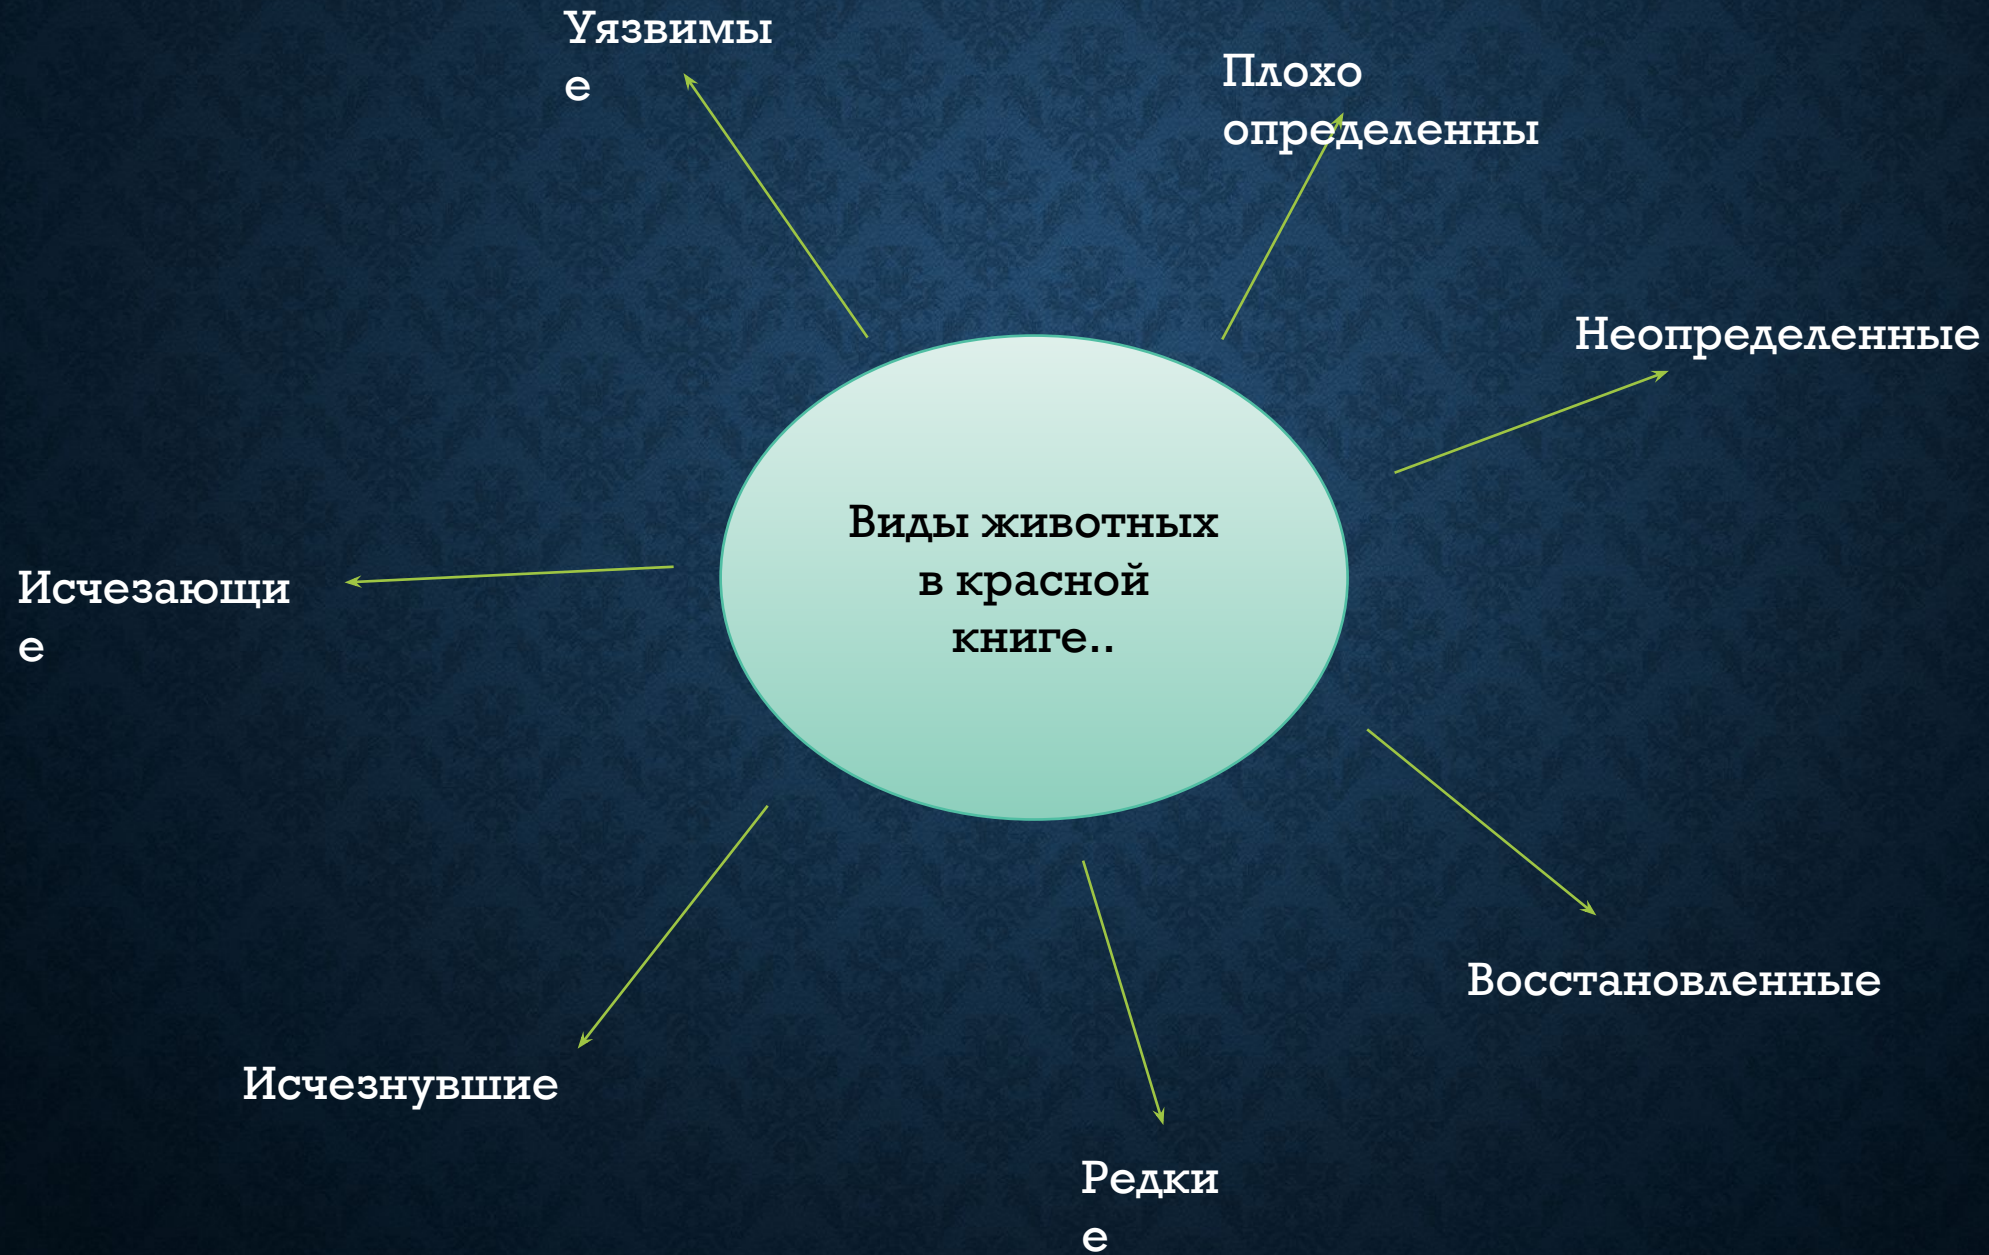 Уязвимы
е
Плохо
определенны
Неопределенные
Виды животных
в красной
книге..
Исчезающи
е
Восстановленные
Исчезнувшие
Редки
е